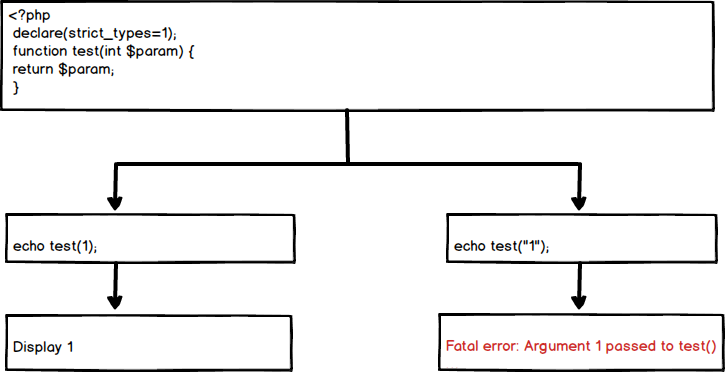 <?php
declare(strict_types=1);
function test(int $param) {
return $param;
}
echo test(1);
echo test("1");
Display 1
Fatal error: Argument 1 passed to test()